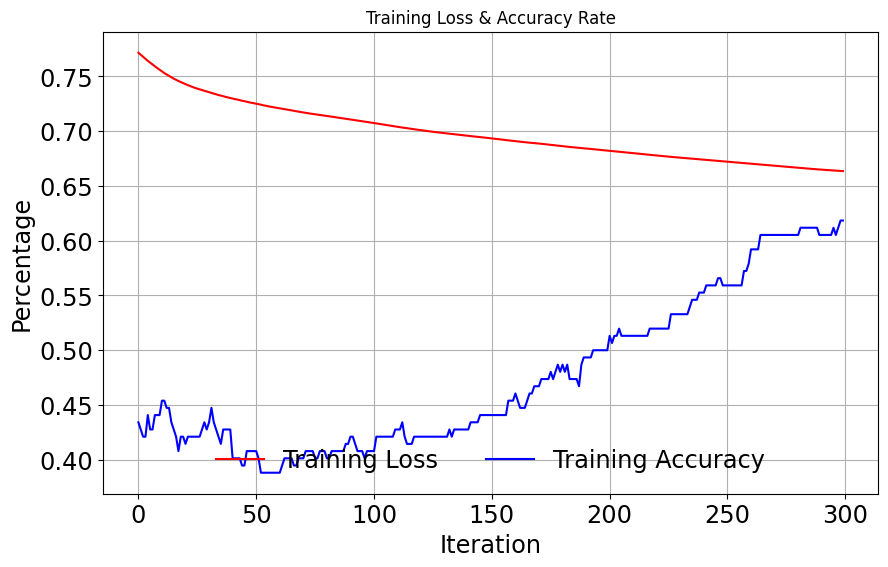 Training Loss & Accuracy Rate
0.75
0.70
0.65
0.60
0.55
0.50
0.45
0.40
Percentage
Training Loss Training Accuracy
0 50 100 150 200 250 300
Iteration